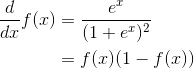 d/dx f(x) = e^x / (1 + e^x)^2
= f(x)(1 − f(x))